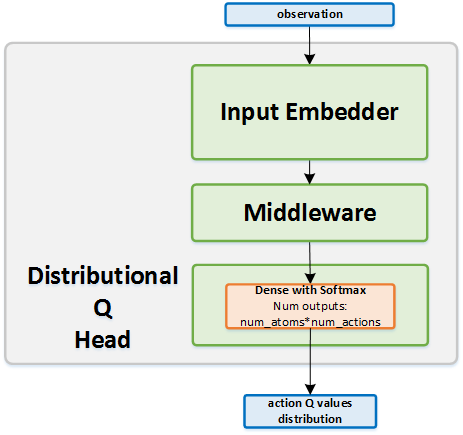 observation
Input Embedder
Middleware
Distributional
Q
Head
Dense with Softmax
Num outputs:
num_atoms*num_actions
action Q values
distribution